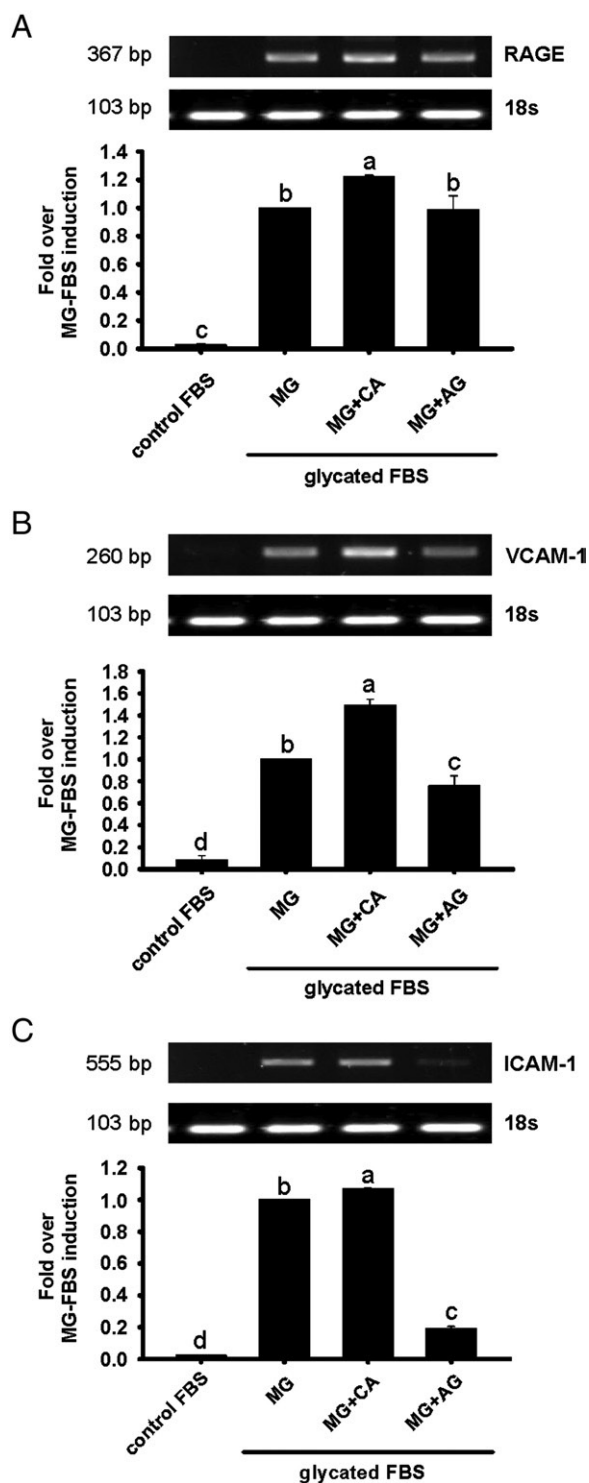 A
367 bp RAGE
103 bp 18s
Fold over
MG-FBS induction
1.4
1.2
1.0
0.8
0.6
0.4
0.2
0.0
c b a b
control FBS MG MG+CA MG+AG
glycated FBS
B
260 bp VCAM-1
103 bp 18s
Fold over
MG-FBS induction
1.8
1.6
1.4
1.2
1.0
0.8
0.6
0.4
0.2
0.0
d b a c
control FBS MG MG+CA MG+AG
glycated FBS
C
555 bp ICAM-1
103 bp 18s
Fold over
MG-FBS induction
1.2
1.0
0.8
0.6
0.4
0.2
0.0
d b a c
control FBS MG MG+CA MG+AG
glycated FBS